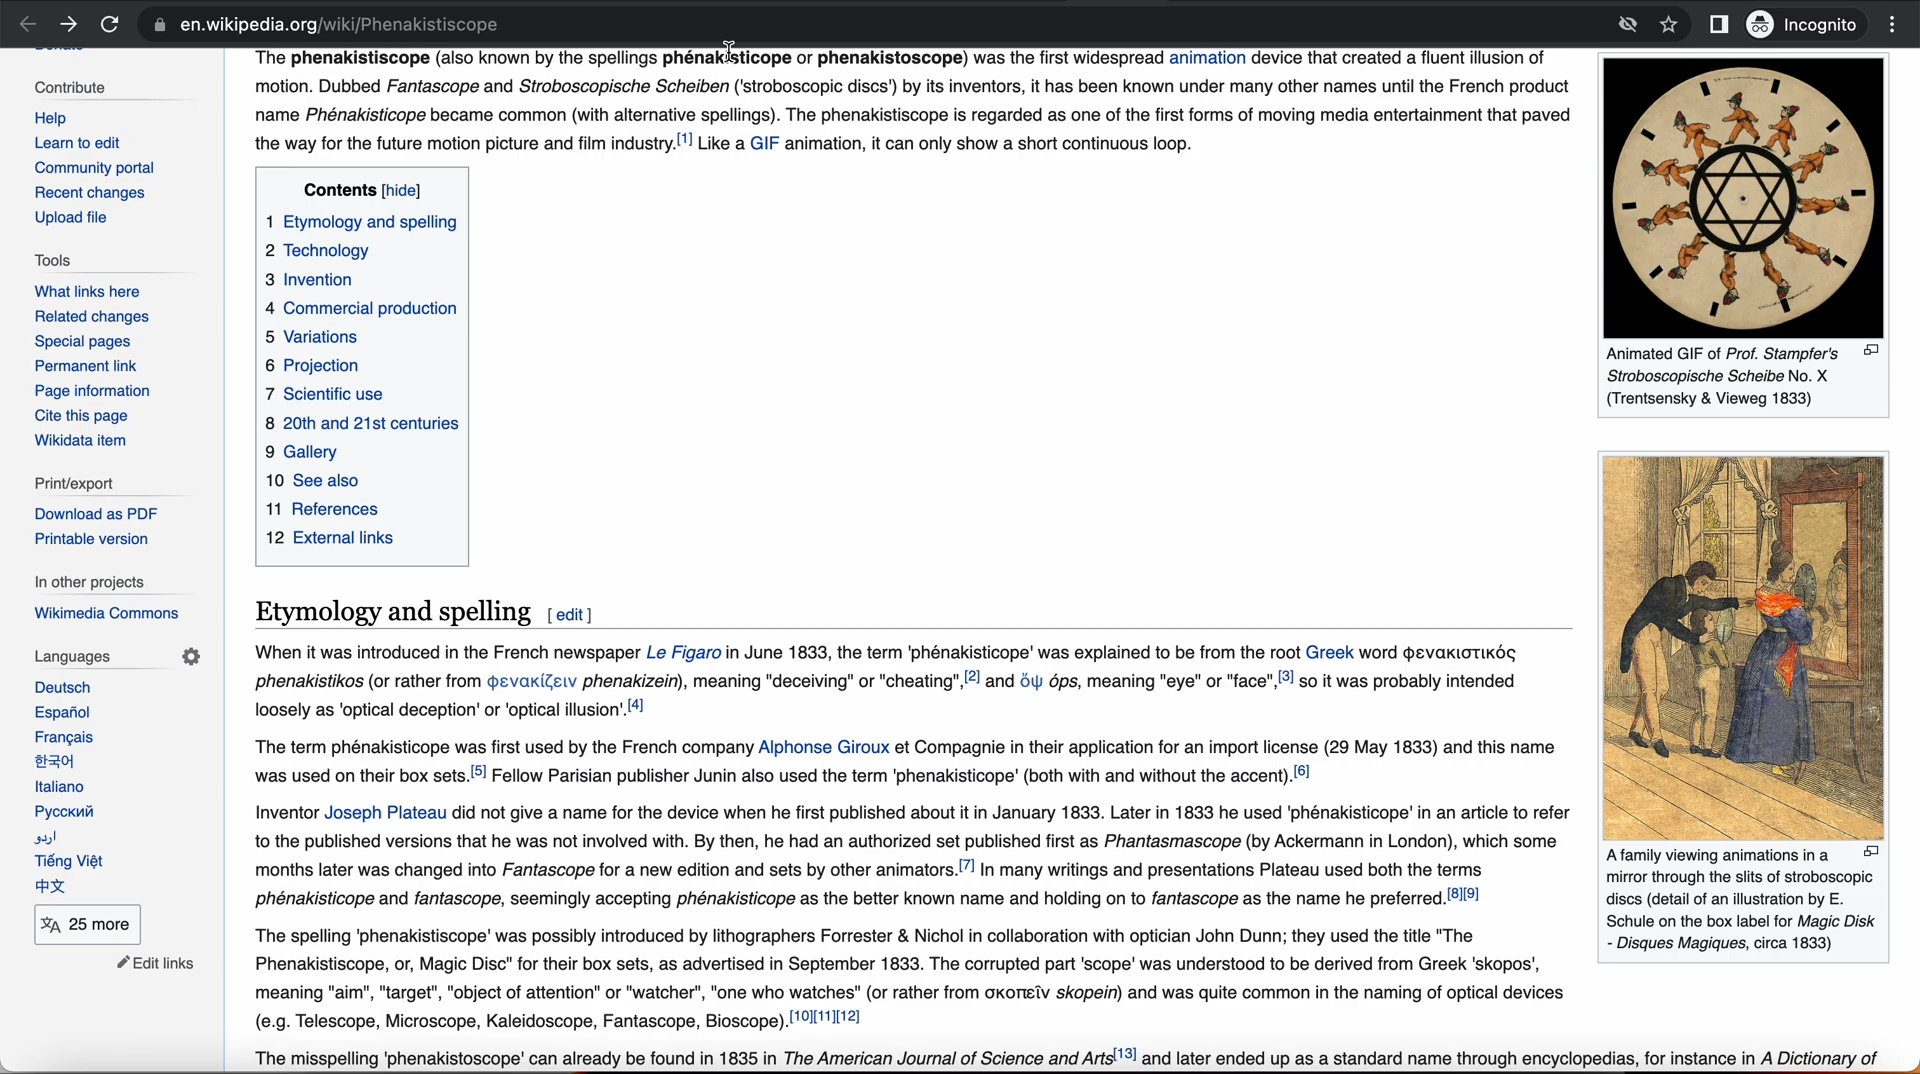 en.wikipedia.org/wiki/Phenakistiscope
Incognito
Contribute
Help
Learn to edit
Community portal
Recent changes
Upload file
Tools
What links here
Related changes
Special pages
Permanent link
Page information
Cite this page
Wikidata item
Print/export
Download as PDF
Printable version
In other projects
Wikimedia Commons
Languages
Deutsch
Español
Français
한국어
Italiano
Русский
اردو
Tiếng Việt
中文
25 more
Edit links
The phenakistiscope (also known by the spellings phénakisticope or phenakistoscope) was the first widespread animation device that created a fluent illusion of
motion. Dubbed Fantascope and Stroboscopische Scheiben ('stroboscopic discs') by its inventors, it has been known under many other names until the French product
name Phénakisticope became common (with alternative spellings). The phenakistiscope is regarded as one of the first forms of moving media entertainment that paved
the way for the future motion picture and film industry.[1] Like a GIF animation, it can only show a short continuous loop.
Contents [hide]
1 Etymology and spelling
2 Technology
3 Invention
4 Commercial production
5 Variations
6 Projection
7 Scientific use
8 20th and 21st centuries
9 Gallery
10 See also
11 References
12 External links
Etymology and spelling [ edit ]
When it was introduced in the French newspaper Le Figaro in June 1833, the term 'phénakisticope' was explained to be from the root Greek word φενακιστικός
phenakistikos (or rather from φενακίζειν phenakizein), meaning "deceiving" or "cheating",[2] and ὄψ óps, meaning "eye" or "face",[3] so it was probably intended
loosely as 'optical deception' or 'optical illusion'.[4]
The term phénakisticope was first used by the French company Alphonse Giroux et Compagnie in their application for an import license (29 May 1833) and this name
was used on their box sets.[5] Fellow Parisian publisher Junin also used the term 'phenakisticope' (both with and without the accent).[6]
Inventor Joseph Plateau did not give a name for the device when he first published about it in January 1833. Later in 1833 he used 'phénakisticope' in an article to refer
to the published versions that he was not involved with. By then, he had an authorized set published first as Phantasmascope (by Ackermann in London), which some
months later was changed into Fantascope for a new edition and sets by other animators.[7] In many writings and presentations Plateau used both the terms
phénakisticope and fantascope, seemingly accepting phénakisticope as the better known name and holding on to fantascope as the name he preferred.[8][9]
The spelling 'phenakistiscope' was possibly introduced by lithographers Forrester & Nichol in collaboration with optician John Dunn; they used the title "The
Phenakistiscope, or, Magic Disc" for their box sets, as advertised in September 1833. The corrupted part 'scope' was understood to be derived from Greek 'skopos',
meaning "aim", "target", "object of attention" or "watcher", "one who watches" (or rather from σκοπεῖν skopein) and was quite common in the naming of optical devices
(e.g. Telescope, Microscope, Kaleidoscope, Fantascope, Bioscope).[10][11][12]
The misspelling 'phenakistoscope' can already be found in 1835 in The American Journal of Science and Arts[13] and later ended up as a standard name through encyclopedias, for instance in A Dictionary of
Animated GIF of Prof. Stampfer's
Stroboscopische Scheibe No. X
(Trentsensky & Vieweg 1833)
A family viewing animations in a
mirror through the slits of stroboscopic
discs (detail of an illustration by E.
Schule on the box label for Magic Disk
- Disques Magiques, circa 1833)